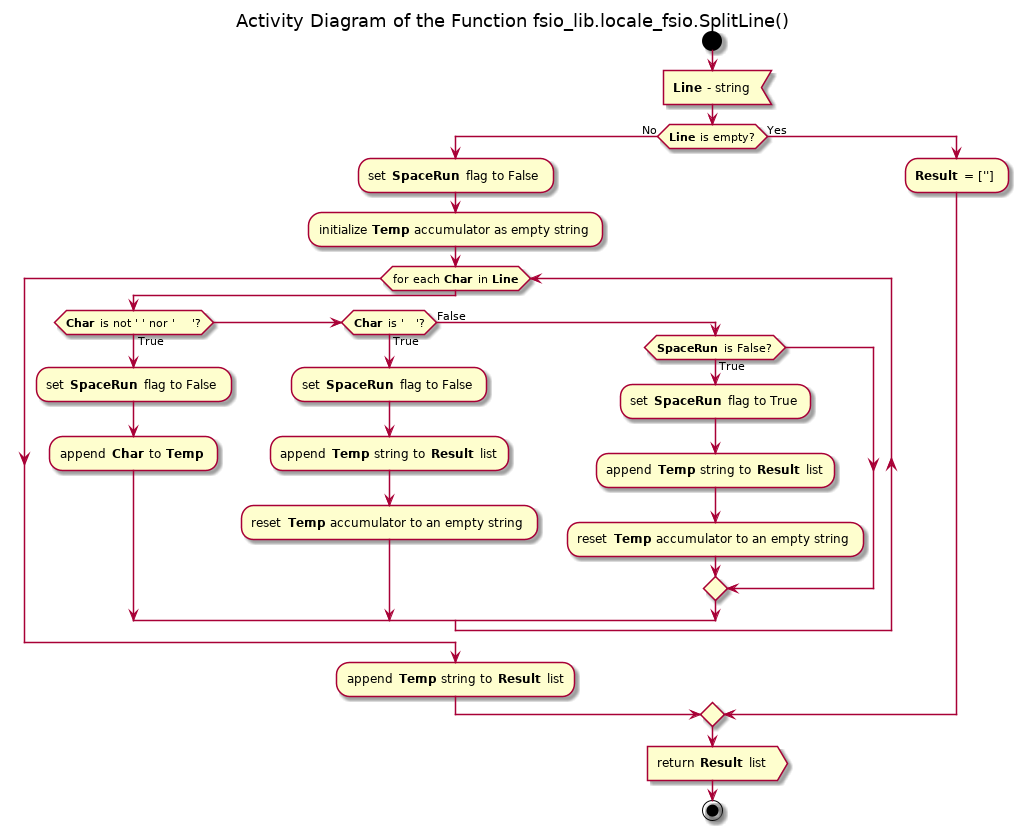 Activity Diagram of the Function fsio_lib.locale_fsio.SplitLine()
Line - string
Line is empty?
No
Yes
set SpaceRun flag to False
Result = ['']
initialize Temp accumulator as empty string
for each Char in Line
Char is not ' ' nor '    '?
True
Char is '    '?
True
False
SpaceRun is False?
True
set SpaceRun flag to False
set SpaceRun flag to False
set SpaceRun flag to True
append Char to Temp
append Temp string to Result list
append Temp string to Result list
reset Temp accumulator to an empty string
reset Temp accumulator to an empty string
append Temp string to Result list
return Result list